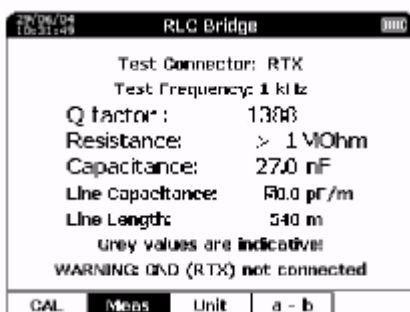 29/06/04
10:31:49
RLC Bridge
Test Connector: RTX
Test Frequency: 1 kHz
Q factor:
Resistance: > 1 MOhm
Capacitance: 27.0 nF
Line Capacitance: 50.0 pF/m
Line Length: 540 m
Grey values are indicative!
WARNING: GND (RTX) not connected
CAL Meas Unit a - b